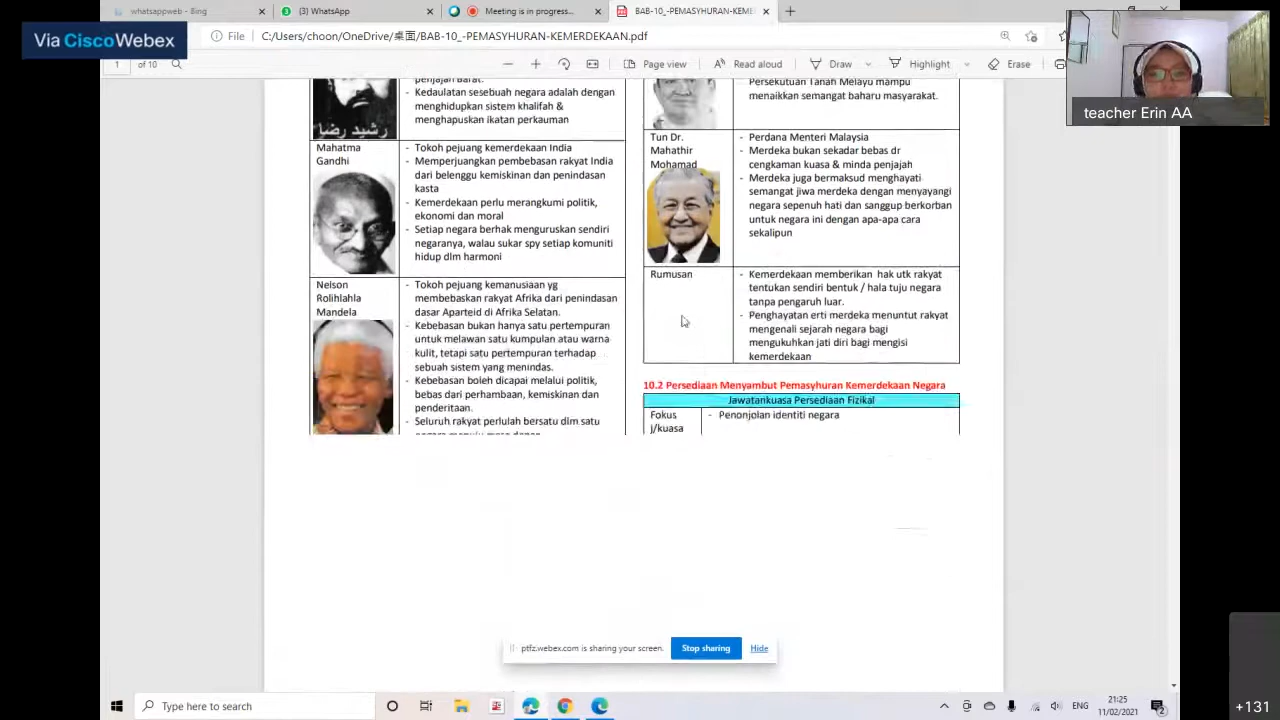 whatsappweb - Bing
(3) WhatsApp
Meeting is in progress...
BAB-10_-PEMASYHURAN-KEME
Via CiscoWebex
File
C:/Users/choon/OneDrive/桌面/BAB-10_-PEMASYHURAN-KEMERDEKAAN.pdf
1 of 10
Page view
Read aloud
Draw
Highlight
Erase
teacher Erin AA
penjajah Barat.
- Kedaulatan sesebuah negara adalah dengan
menghidupkan sistem khalifah &
menghapuskan ikatan perkauman
رشيد رضا
Mahatma
Gandhi
- Tokoh pejuang kemerdekaan India
- Memperjuangkan pembebasan rakyat India
dari belenggu kemiskinan dan penindasan
kasta
- Kemerdekaan perlu merangkumi politik,
ekonomi dan moral
- Setiap negara berhak menguruskan sendiri
negaranya, walau sukar spy setiap komuniti
hidup dlm harmoni
Nelson
Rolihlahla
Mandela
- Tokoh pejuang kemanusiaan yg
membebaskan rakyat Afrika dari penindasan
dasar Aparteid di Afrika Selatan.
- Kebebasan bukan hanya satu pertempuran
untuk melawan satu kumpulan atau warna
kulit, tetapi satu pertempuran terhadap
sebuah sistem yang menindas.
- Kebebasan boleh dicapai melalui politik,
bebas dari perhambaan, kemiskinan dan
penderitaan.
- Seluruh rakyat perlulah bersatu dlm satu
Persekutuan Tanah Melayu mampu
menaikkan semangat baharu masyarakat.
Tun Dr.
Mahathir
Mohamad
- Perdana Menteri Malaysia
- Merdeka bukan sekadar bebas dr
cengkaman kuasa & minda penjajah
- Merdeka juga bermaksud menghayati
semangat jiwa merdeka dengan menyayangi
negara sepenuh hati dan sanggup berkorban
untuk negara ini dengan apa-apa cara
sekalipun
Rumusan
- Kemerdekaan memberikan hak utk rakyat
tentukan sendiri bentuk / hala tuju negara
tanpa pengaruh luar.
- Penghayatan erti merdeka menuntut rakyat
mengenali sejarah negara bagi
mengukuhkan jati diri bagi mengisi
kemerdekaan
10.2 Persediaan Menyambut Pemasyhuran Kemerdekaan Negara
Jawatankuasa Persediaan Fizikal
Fokus
j/kuasa
- Penonjolan identiti negara
ptfz.webex.com is sharing your screen.
Stop sharing
Hide
Type here to search
21:25
11/02/2021
2
+131